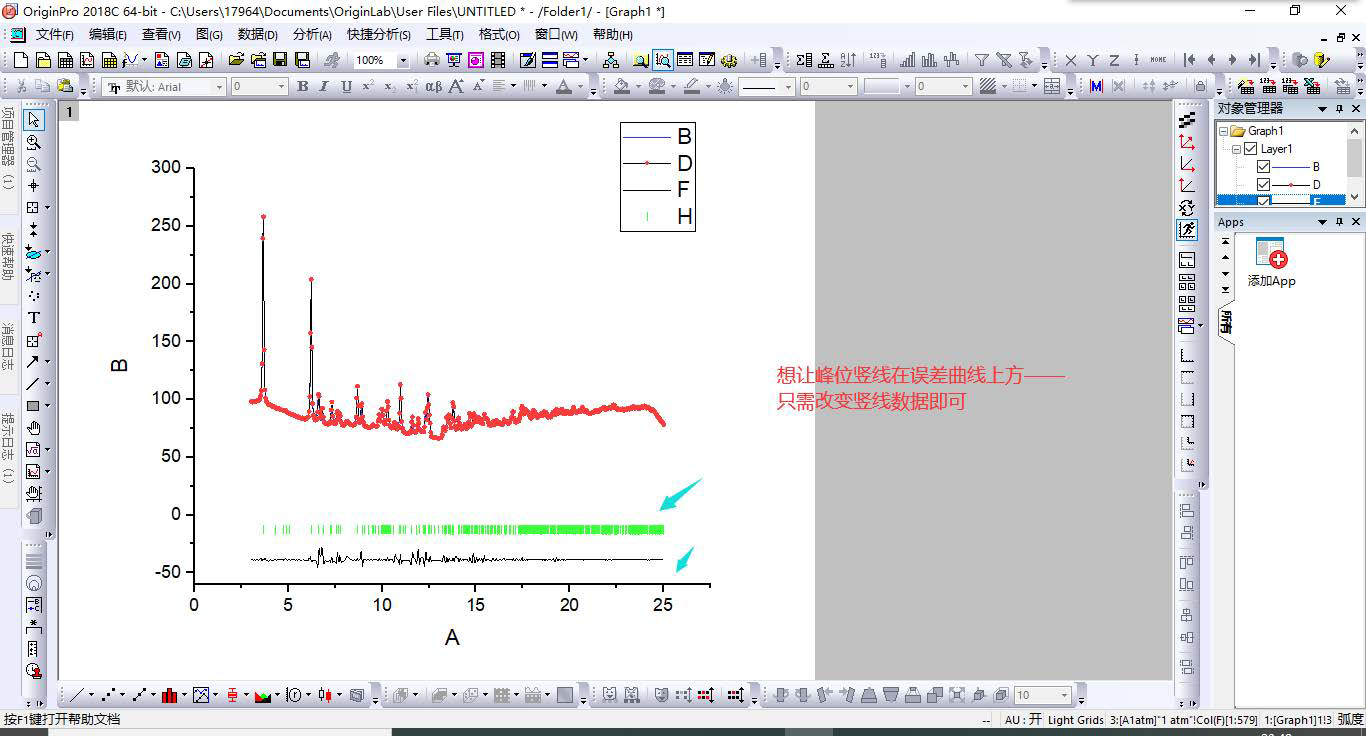 OriginPro 2018C 64-bit - C:\Users\17964\Documents\OriginLab\User Files\UNTITLED * - /Folder1/ - [Graph1 *]
文件(F) 编辑(E) 查看(V) 图(G) 数据(D) 分析(A) 快捷分析(S) 工具(T) 格式(O) 窗口(W) 帮助(H)
100%
HOME
默认: Arial 0 B I U αβ A A A 0 0
项目管理器 (1)
快速帮助
消息日志
提示日志 (1)
1
B
D
F
H
300
250
200
150
100
50
0
-50
B
0 5 10 15 20 25
A
想让峰位竖线在误差曲线上方——
只需改变竖线数据即可
对象管理器
Graph1
Layer1
B
D
F
Apps
添加App
所有
10
按F1键打开帮助文档
-- AU : 开 Light Grids 3:[A1atm]"1 atm"!Col(F)[1:579] 1:[Graph1]1!3 弧度